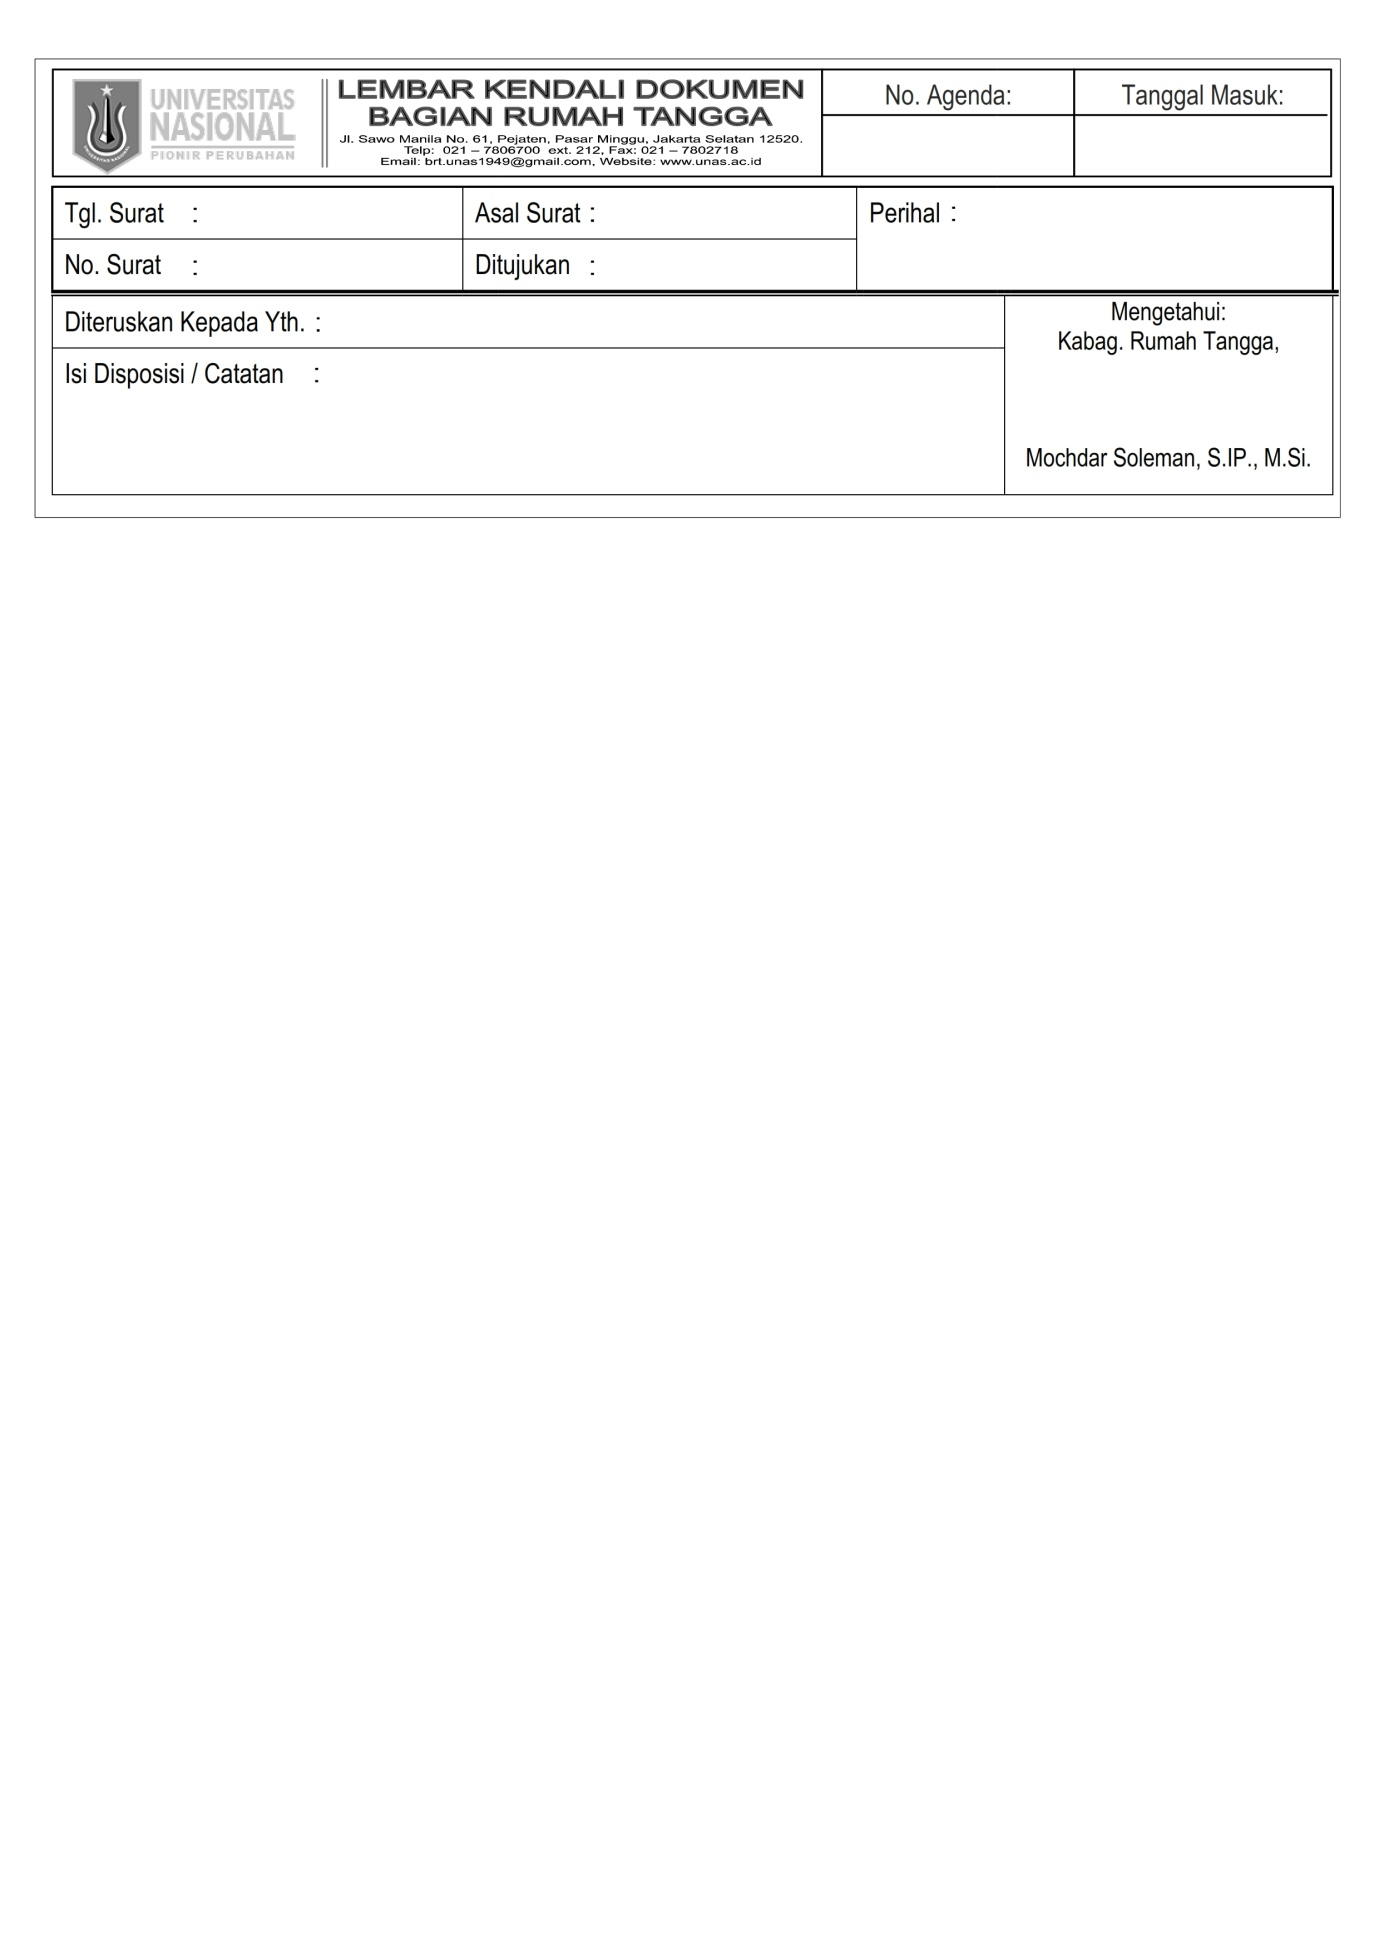 UNIVERSITAS
NASIONAL
PIONIR PERUBAHAN
UNIVERSITAS NASIONAL
LEMBAR KENDALI DOKUMEN
BAGIAN RUMAH TANGGA
Jl. Sawo Manila No. 61, Pejaten, Pasar Minggu, Jakarta Selatan 12520.
Telp: 021 – 7806700 ext. 212, Fax: 021 – 7802718
Email: brt.unas1949@gmail.com, Website: www.unas.ac.id
No. Agenda:
Tanggal Masuk:
Tgl. Surat :
Asal Surat :
Perihal :
No. Surat :
Ditujukan :
Diteruskan Kepada Yth. :
Isi Disposisi / Catatan :
Mengetahui:
Kabag. Rumah Tangga,
Mochdar Soleman, S.IP., M.Si.